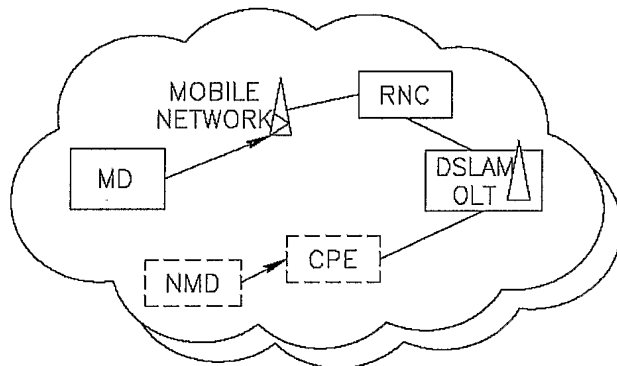 MOBILE
NETWORK
RNC
MD
DSLAM
OLT
CPE
NMD